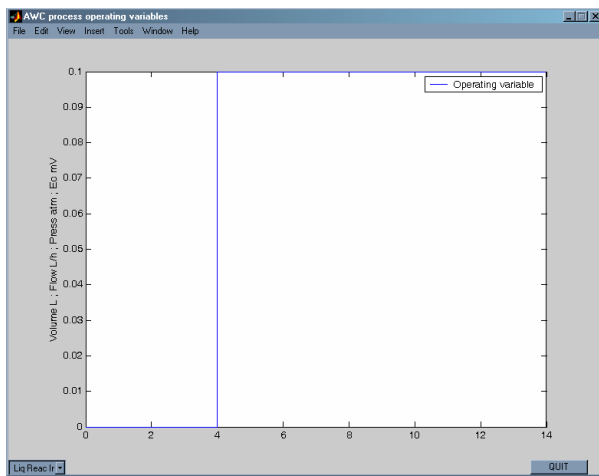 AWC process operating variables
File Edit View Insert Tools Window Help
Operating variable
Volume L ; Flow L/h ; Press atm ; Eo mV
0.1
0.09
0.08
0.07
0.06
0.05
0.04
0.03
0.02
0.01
0
0 2 4 6 8 10 12 14
Liq Reac Ir
QUIT